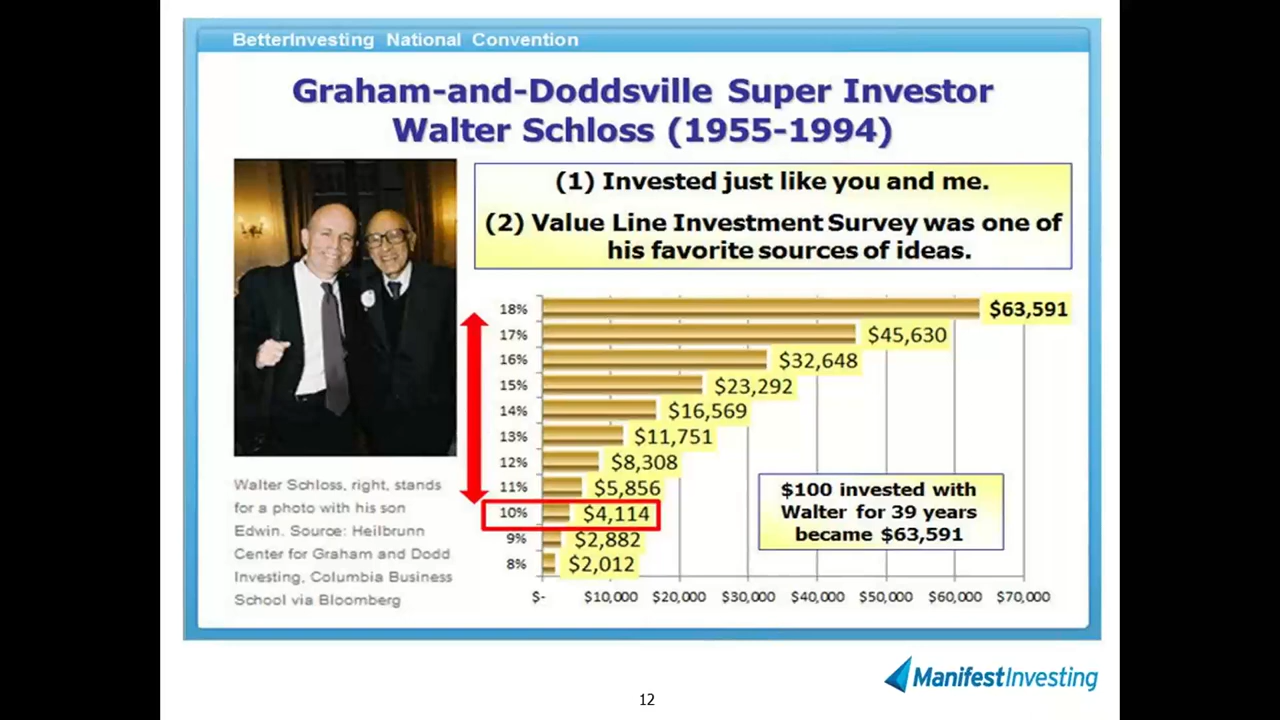 BetterInvesting National Convention
Graham-and-Doddsville Super Investor
Walter Schloss (1955-1994)
(1) Invested just like you and me.
(2) Value Line Investment Survey was one of
his favorite sources of ideas.
Walter Schloss, right, stands
for a photo with his son
Edwin. Source: Heilbrunn
Center for Graham and Dodd
Investing, Columbia Business
School via Bloomberg
18% $63,591
17% $45,630
16% $32,648
15% $23,292
14% $16,569
13% $11,751
12% $8,308
11% $5,856
10% $4,114
9% $2,882
8% $2,012
$- $10,000 $20,000 $30,000 $40,000 $50,000 $60,000 $70,000
$100 invested with
Walter for 39 years
became $63,591
ManifestInvesting
12